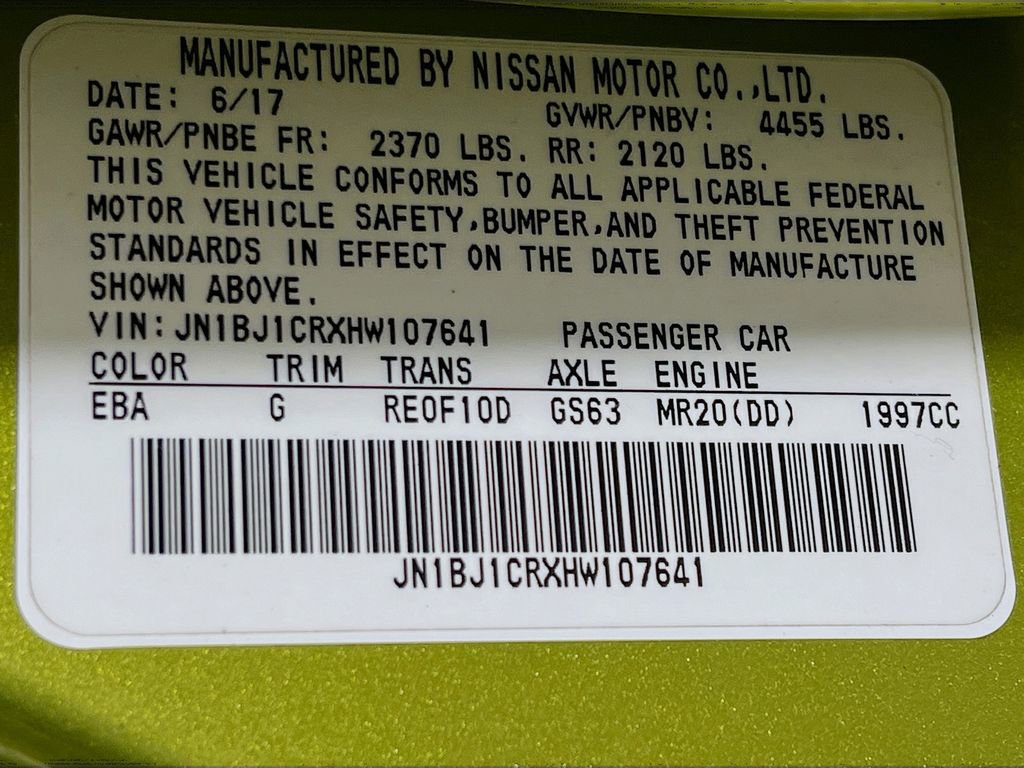 MANUFACTURED BY NISSAN MOTOR CO.,LTD.
DATE: 6/17 GVWR/PNBV: 4455 LBS.
GAWR/PNBE FR: 2370 LBS. RR: 2120 LBS.
THIS VEHICLE CONFORMS TO ALL APPLICABLE FEDERAL
MOTOR VEHICLE SAFETY,BUMPER,AND THEFT PREVENTION
STANDARDS IN EFFECT ON THE DATE OF MANUFACTURE
SHOWN ABOVE.
VIN: JN1BJ1CRXHW107641 PASSENGER CAR
COLOR TRIM TRANS AXLE ENGINE
EBA G RE0F10D GS63 MR20(DD) 1997CC
JN1BJ1CRXHW107641